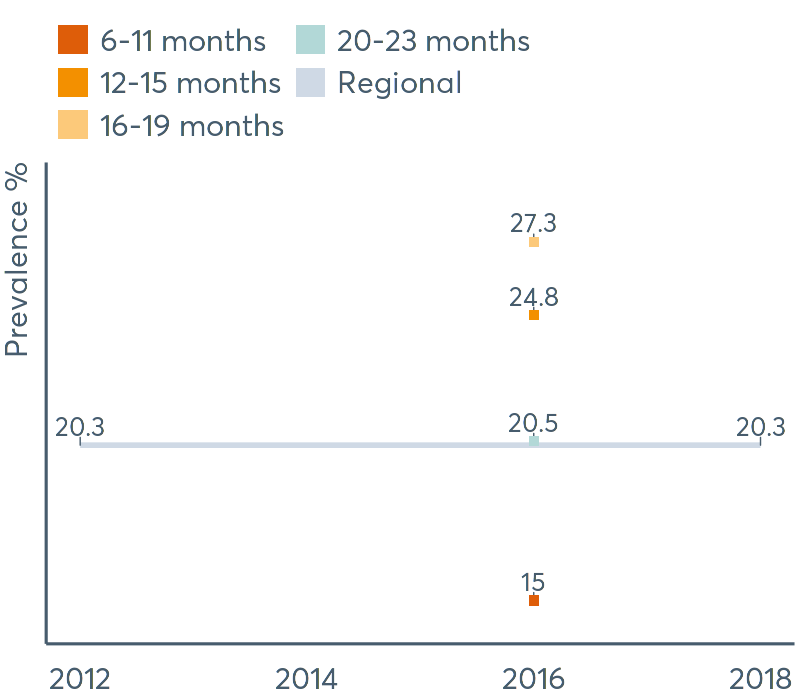 6-11 months
20-23 months
12-15 months
Regional
16-19 months
Prevalence %
27.3
24.8
20.3
20.5
20.3
15
2012
2014
2016
2018